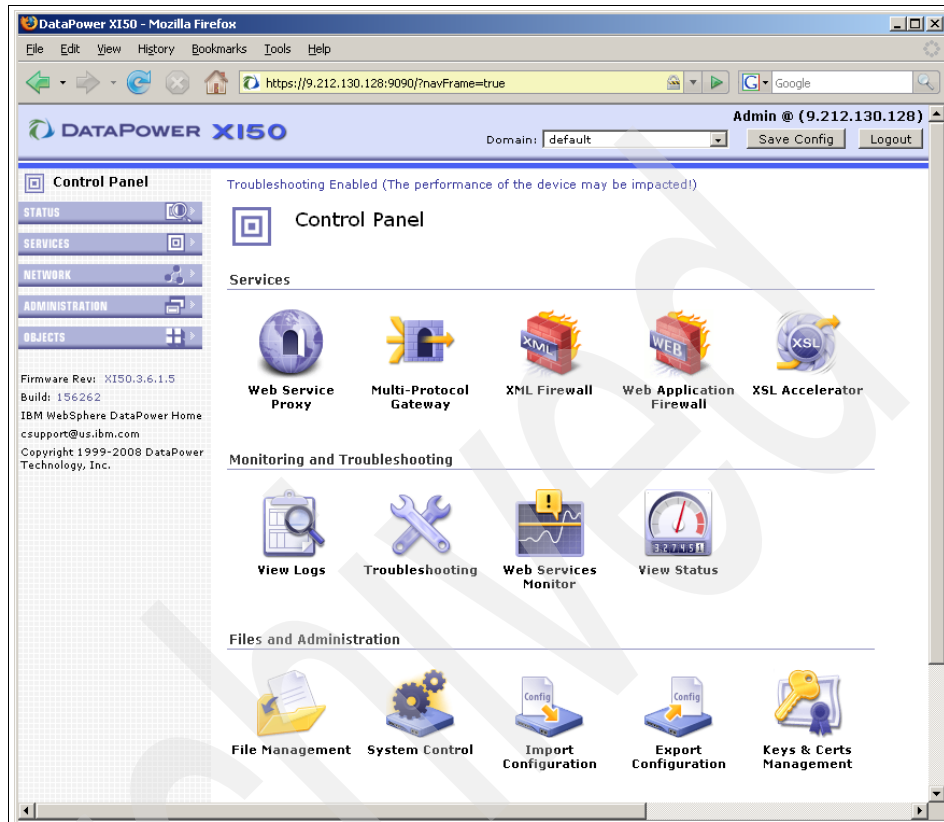 DataPower XI50 - Mozilla Firefox
File Edit View History Bookmarks Tools Help
https://9.212.130.128:9090/?navFrame=true
G Google
DATAPOWER XI50
Admin @ (9.212.130.128)
Domain: default
Save Config Logout
Control Panel
STATUS
SERVICES
NETWORK
ADMINISTRATION
OBJECTS
Firmware Rev: XI50.3.6.1.5
Build: 156262
IBM WebSphere DataPower Home
csupport@us.ibm.com
Copyright 1999-2008 DataPower
Technology, Inc.
Troubleshooting Enabled (The performance of the device may be impacted!)
Control Panel
Services
XML
WEB
XSL
Web Service
Proxy
Multi-Protocol
Gateway
XML Firewall
Web Application
Firewall
XSL Accelerator
Monitoring and Troubleshooting
View Logs
Troubleshooting
Web Services
Monitor
3 2 7 4 5 1
View Status
Files and Administration
Config
Config
File Management
System Control
Import
Configuration
Export
Configuration
Keys & Certs
Management